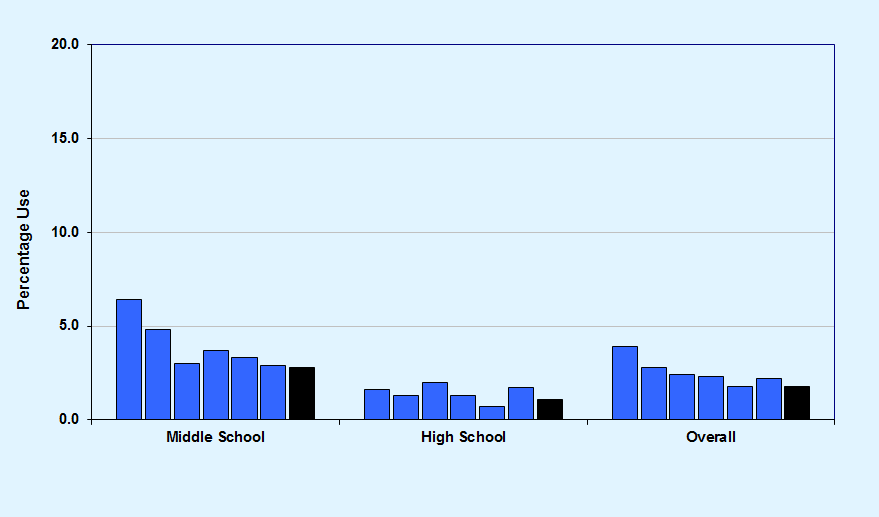 20.0
15.0
10.0
5.0
0.0
Percentage Use
Middle School
High School
Overall